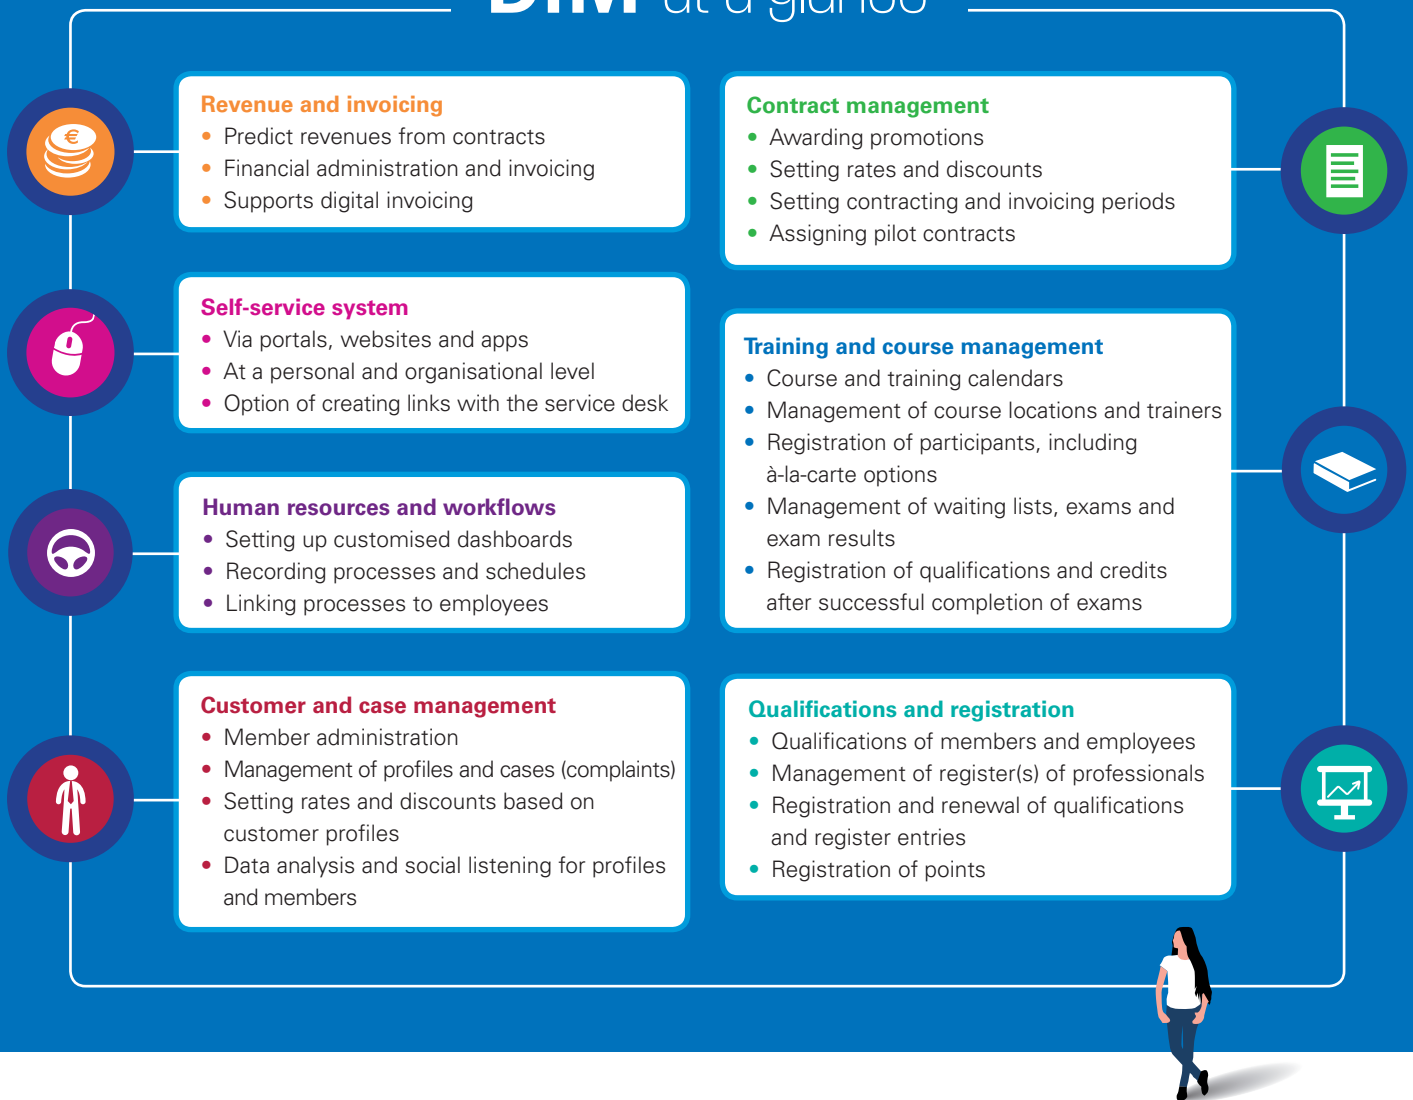 at a glance
Revenue and invoicing
• Predict revenues from contracts
• Financial administration and invoicing
• Supports digital invoicing
Self-service system
• Via portals, websites and apps
• At a personal and organisational level
• Option of creating links with the service desk
Human resources and workflows
• Setting up customised dashboards
• Recording processes and schedules
• Linking processes to employees
Customer and case management
• Member administration
• Management of profiles and cases (complaints)
• Setting rates and discounts based on
customer profiles
• Data analysis and social listening for profiles
and members
Contract management
• Awarding promotions
• Setting rates and discounts
• Setting contracting and invoicing periods
• Assigning pilot contracts
Training and course management
• Course and training calendars
• Management of course locations and trainers
• Registration of participants, including
à-la-carte options
• Management of waiting lists, exams and
exam results
• Registration of qualifications and credits
after successful completion of exams
Qualifications and registration
• Qualifications of members and employees
• Management of register(s) of professionals
• Registration and renewal of qualifications
and register entries
• Registration of points